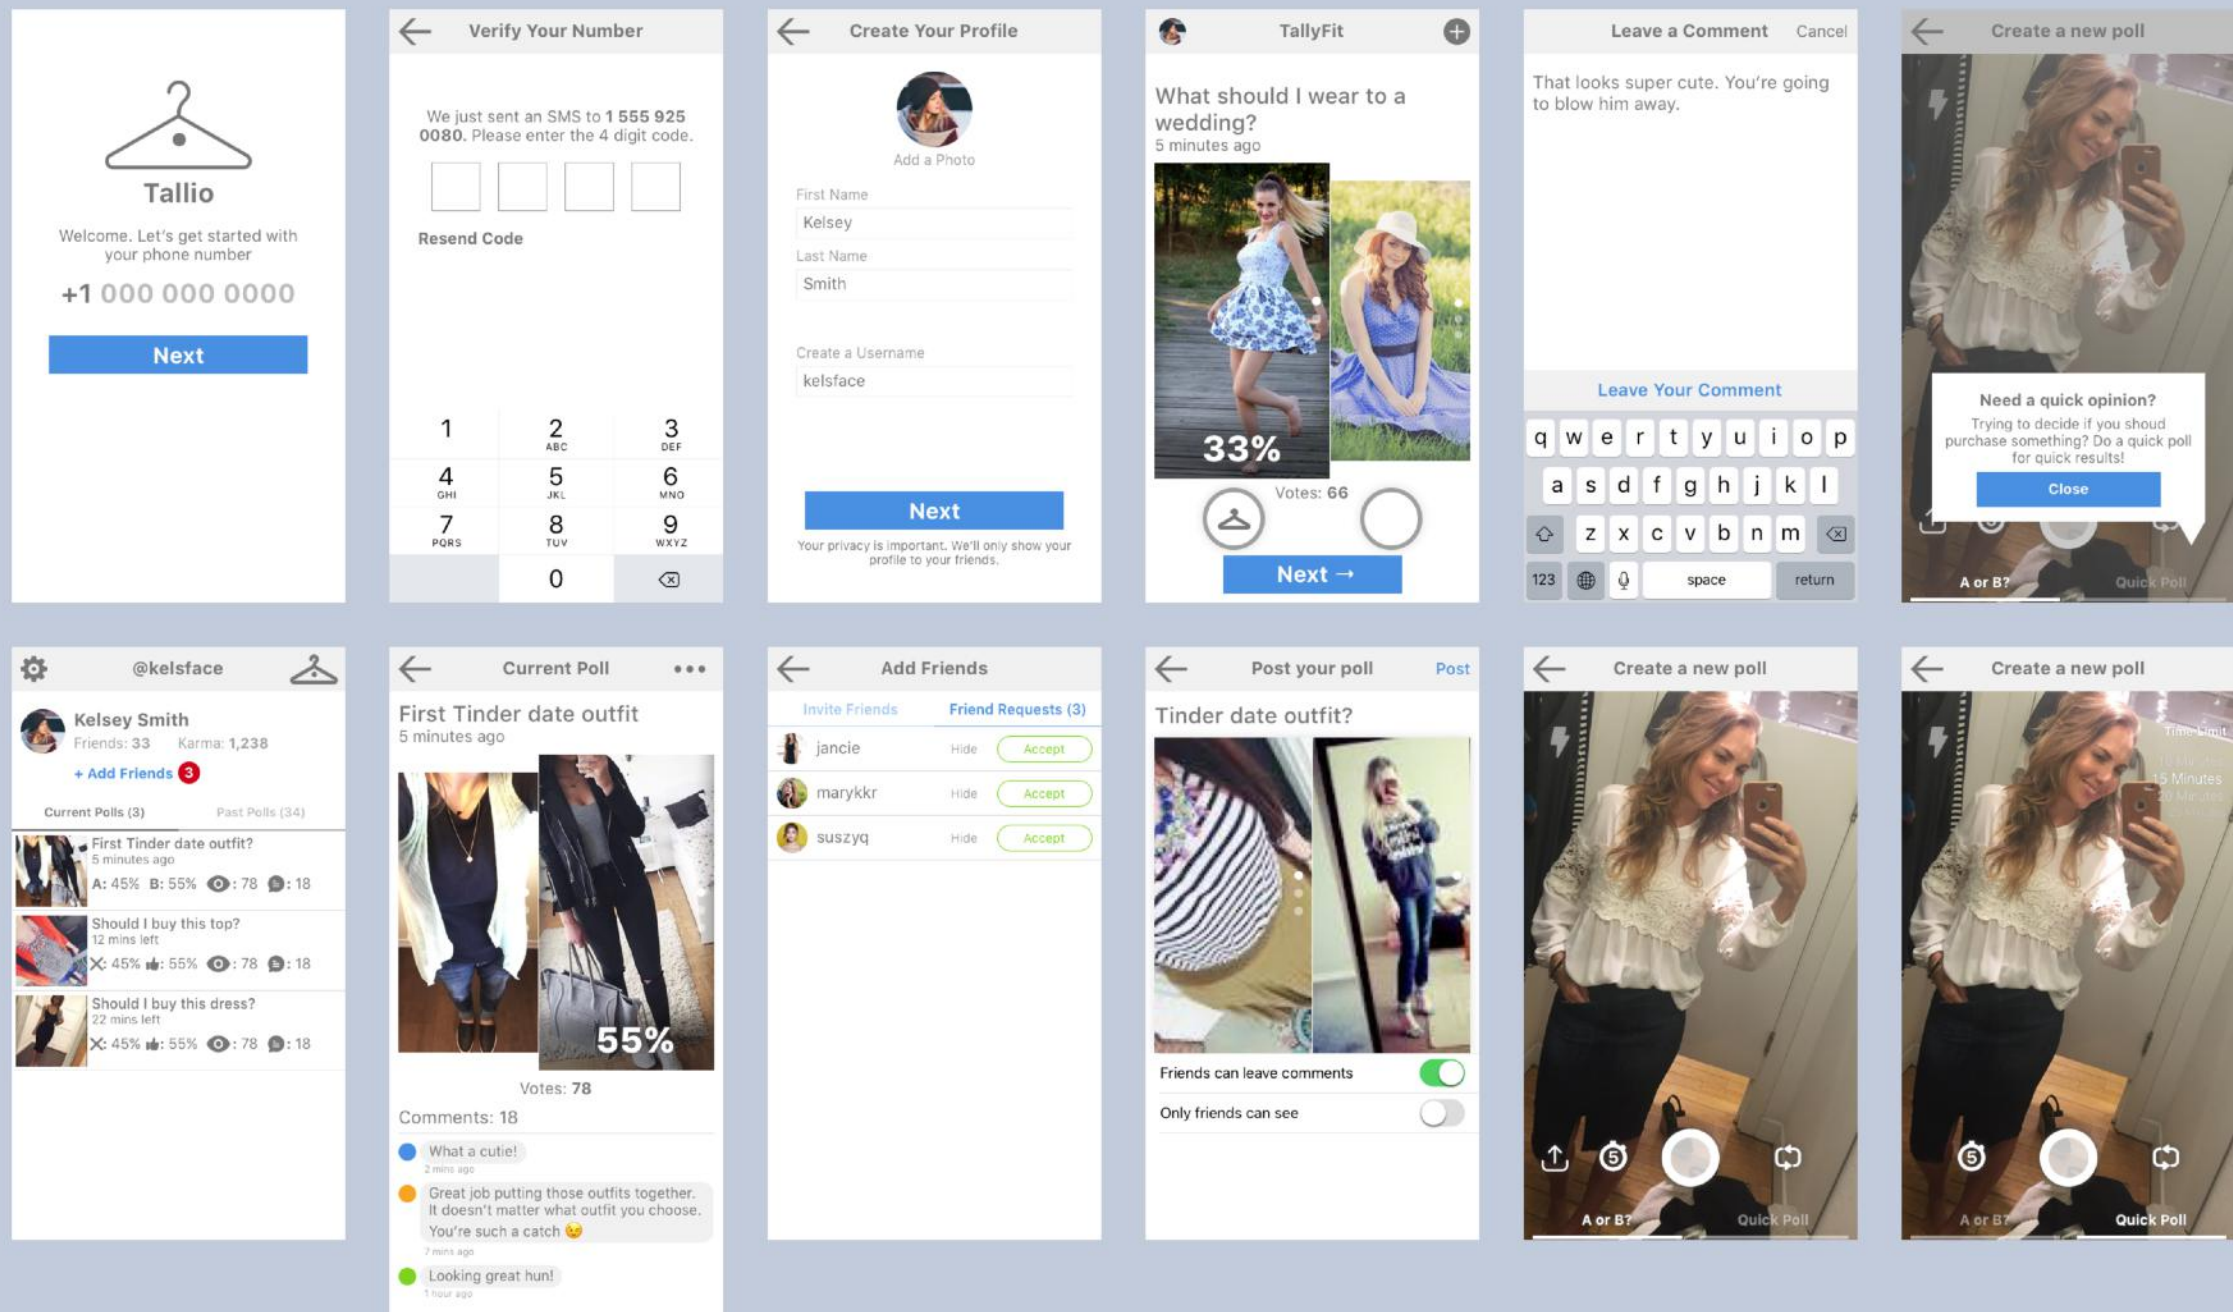 Tallio
Welcome. Let's get started with
your phone number
+1 000 000 0000
Next
Verify Your Number
We just sent an SMS to 1 555 925
0080. Please enter the 4 digit code.
Resend Code
1 2 3
ABC DEF
4 5 6
GHI JKL MNO
7 8 9
PQRS TUV WXYZ
0
Create Your Profile
Add a Photo
First Name
Kelsey
Last Name
Smith
Create a Username
kelsface
Next
Your privacy is important. We'll only show your
profile to your friends.
TallyFit
What should I wear to a
wedding?
5 minutes ago
33%
Votes: 66
Next →
Leave a Comment Cancel
That looks super cute. You're going
to blow him away.
Leave Your Comment
q w e r t y u i o p
a s d f g h j k l
z x c v b n m
123 space return
Create a new poll
Need a quick opinion?
Trying to decide if you shoud
purchase something? Do a quick poll
for quick results!
Close
A or B? Quick Poll
@kelsface
Kelsey Smith
Friends: 33 Karma: 1,238
+ Add Friends 3
Current Polls (3) Past Polls (34)
First Tinder date outfit?
5 minutes ago
A: 45% B: 55% : 78 : 18
Should I buy this top?
12 mins left
X: 45% : 55% : 78 : 18
Should I buy this dress?
22 mins left
X: 45% : 55% : 78 : 18
Current Poll
First Tinder date outfit
5 minutes ago
55%
Votes: 78
Comments: 18
What a cutie!
2 mins ago
Great job putting those outfits together.
It doesn't matter what outfit you choose.
You're such a catch 😉
7 mins ago
Looking great hun!
1 hour ago
Add Friends
Invite Friends Friend Requests (3)
jancie Hide Accept
marykkr Hide Accept
suszyq Hide Accept
Post your poll Post
Tinder date outfit?
Friends can leave comments
Only friends can see
Create a new poll
5
A or B? Quick Poll
Create a new poll
Time Limit
10 Minutes
15 Minutes
20 Minutes
5
A or B? Quick Poll